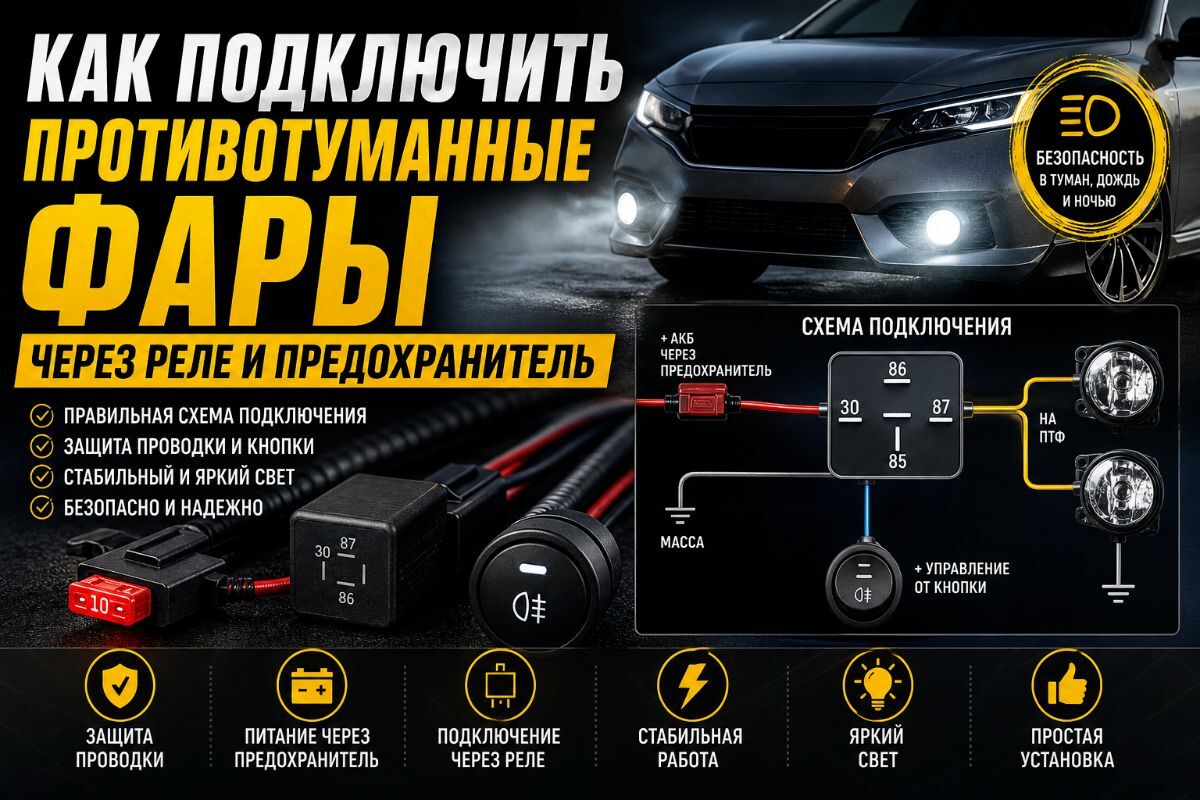 КАК ПОДКЛЮЧИТЬ
ПРОТИВОТУМАННЫЕ
ФАРЫ
ЧЕРЕЗ РЕЛЕ И ПРЕДОХРАНИТЕЛЬ
ПРАВИЛЬНАЯ СХЕМА ПОДКЛЮЧЕНИЯ
ЗАЩИТА ПРОВОДКИ И КНОПКИ
СТАБИЛЬНЫЙ И ЯРКИЙ СВЕТ
БЕЗОПАСНО И НАДЕЖНО
10
87
30
86
БЕЗОПАСНОСТЬ
В ТУМАН, ДОЖДЬ
И НОЧЬЮ
СХЕМА ПОДКЛЮЧЕНИЯ
+ АКБ
ЧЕРЕЗ
ПРЕДОХРАНИТЕЛЬ
86
30
87
85
НА
ПТФ
МАССА
+ УПРАВЛЕНИЕ
ОТ КНОПКИ
ЗАЩИТА
ПРОВОДКИ
ПИТАНИЕ ЧЕРЕЗ
ПРЕДОХРАНИТЕЛЬ
ПОДКЛЮЧЕНИЕ
ЧЕРЕЗ РЕЛЕ
СТАБИЛЬНАЯ
РАБОТА
ЯРКИЙ
СВЕТ
ПРОСТАЯ
УСТАНОВКА